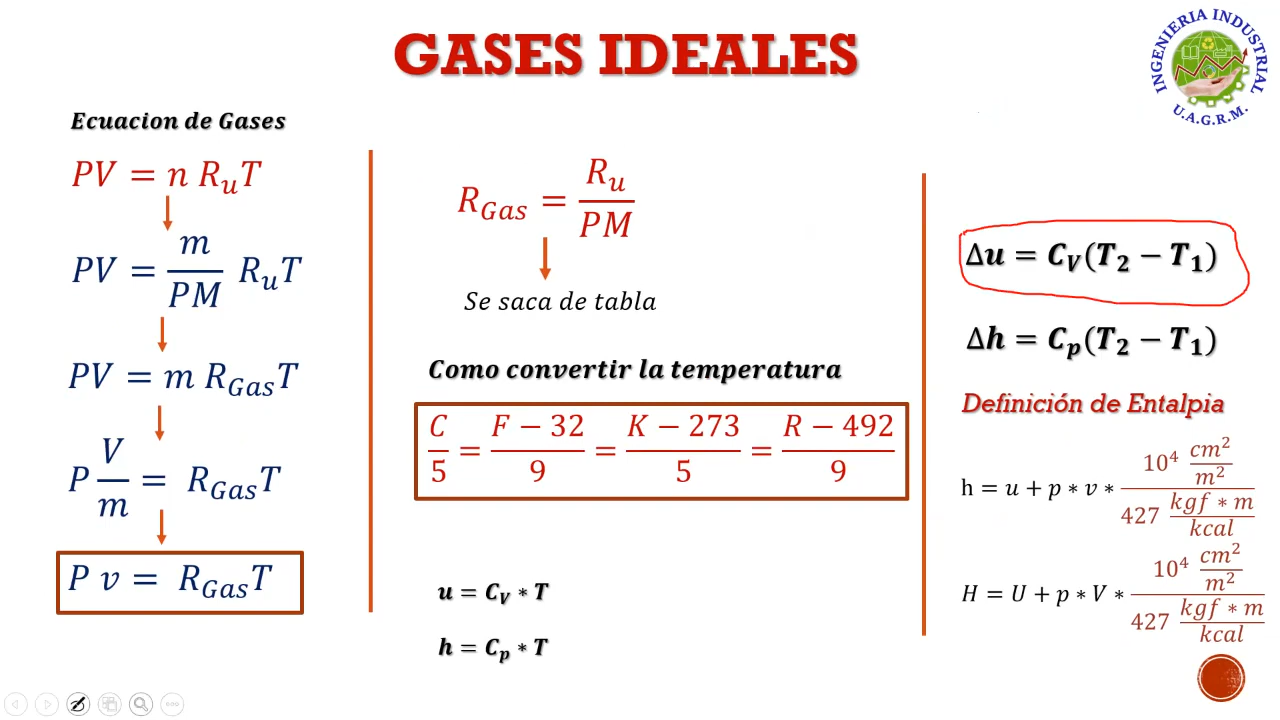 GASES IDEALES
INGENIERIA INDUSTRIAL
U.A.G.R.M.
Ecuacion de Gases
PV = n R_u T
PV = m/PM R_u T
PV = m R_Gas T
P V/m = R_Gas T
P v = R_Gas T
R_Gas = R_u/PM
Se saca de tabla
Como convertir la temperatura
C/5 = (F − 32)/9 = (K − 273)/5 = (R − 492)/9
u = C_V * T
h = C_p * T
Δu = C_V(T_2 − T_1)
Δh = C_p(T_2 − T_1)
Definición de Entalpia
h = u + p * v * (10^4 cm^2/m^2)/(427 kgf * m/kcal)
H = U + p * V * (10^4 cm^2/m^2)/(427 kgf * m/kcal)